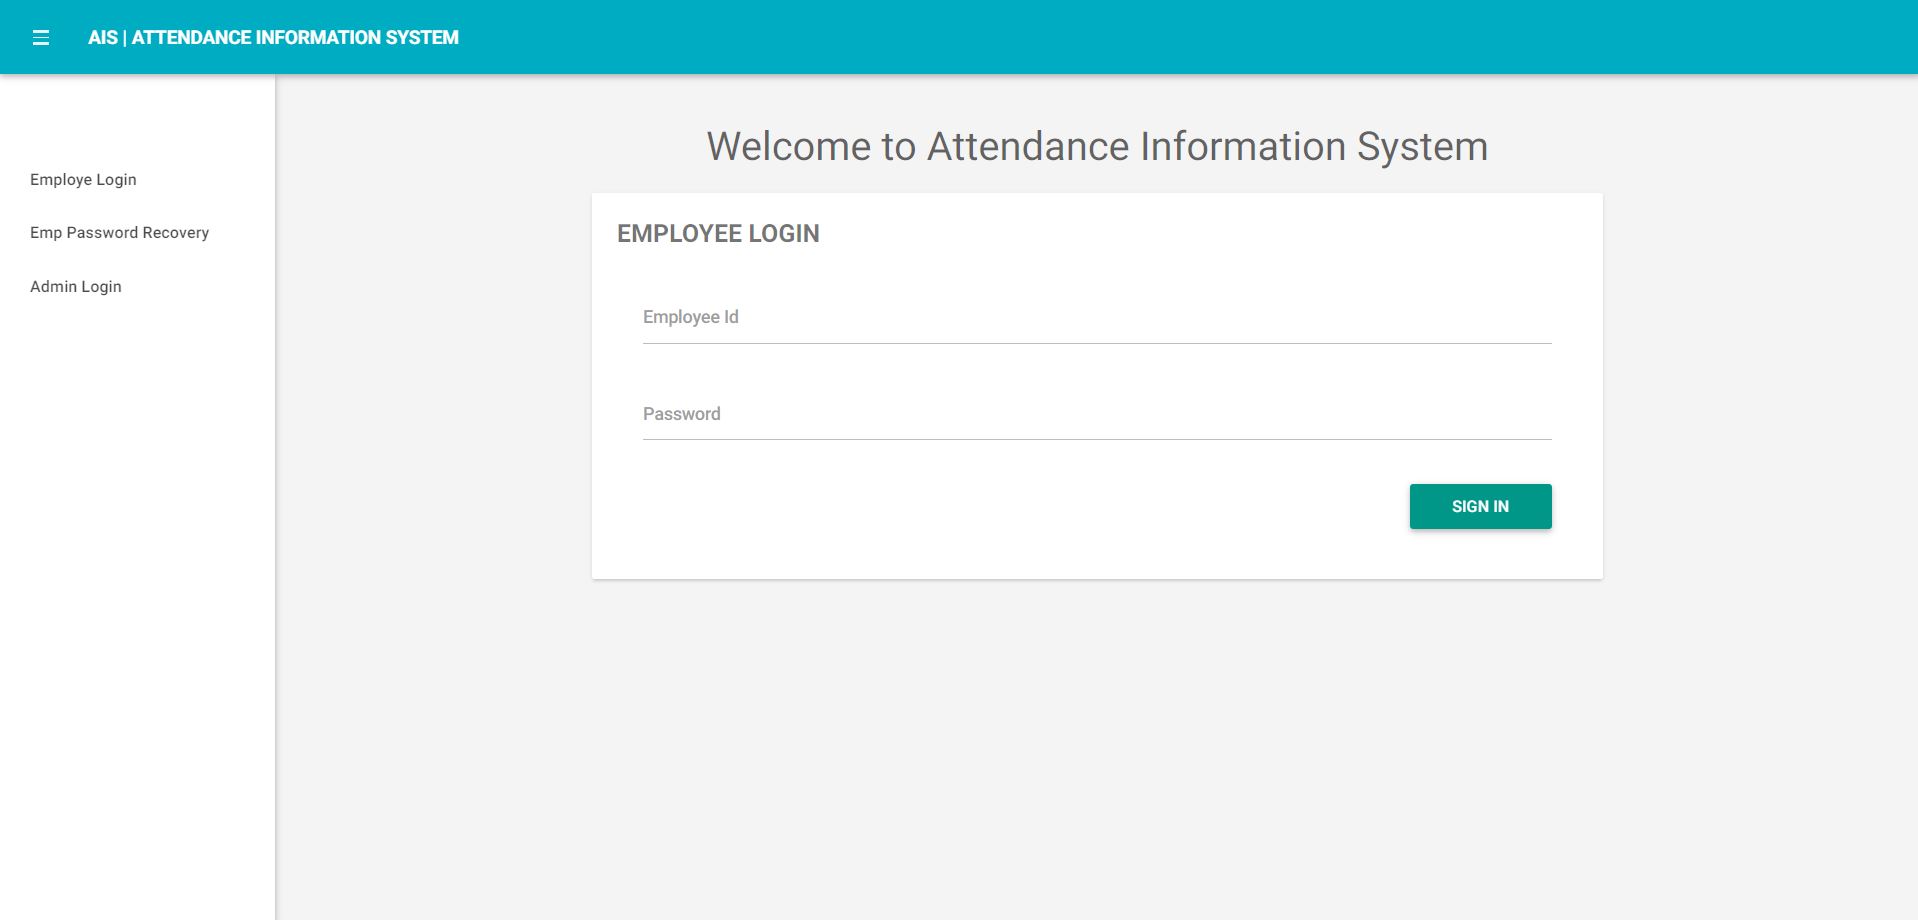 AIS | ATTENDANCE INFORMATION SYSTEM
Employe Login
Emp Password Recovery
Admin Login
Welcome to Attendance Information System
EMPLOYEE LOGIN
Employee Id
Password
SIGN IN